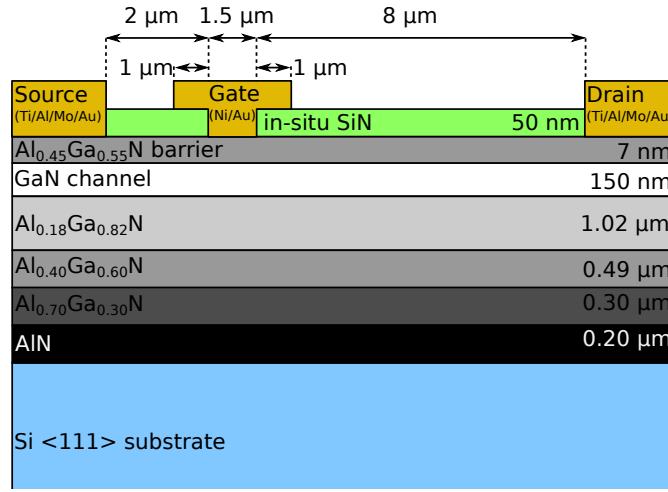 2 μm 1.5 μm 8 μm
1 μm 1 μm
Source Gate Drain
(Ti/Al/Mo/Au) (Ni/Au) (Ti/Al/Mo/Au)
in-situ SiN 50 nm
Al0.45Ga0.55N barrier 7 nm
GaN channel 150 nm
Al0.18Ga0.82N 1.02 μm
Al0.40Ga0.60N 0.49 μm
Al0.70Ga0.30N 0.30 μm
AlN 0.20 μm
Si <111> substrate